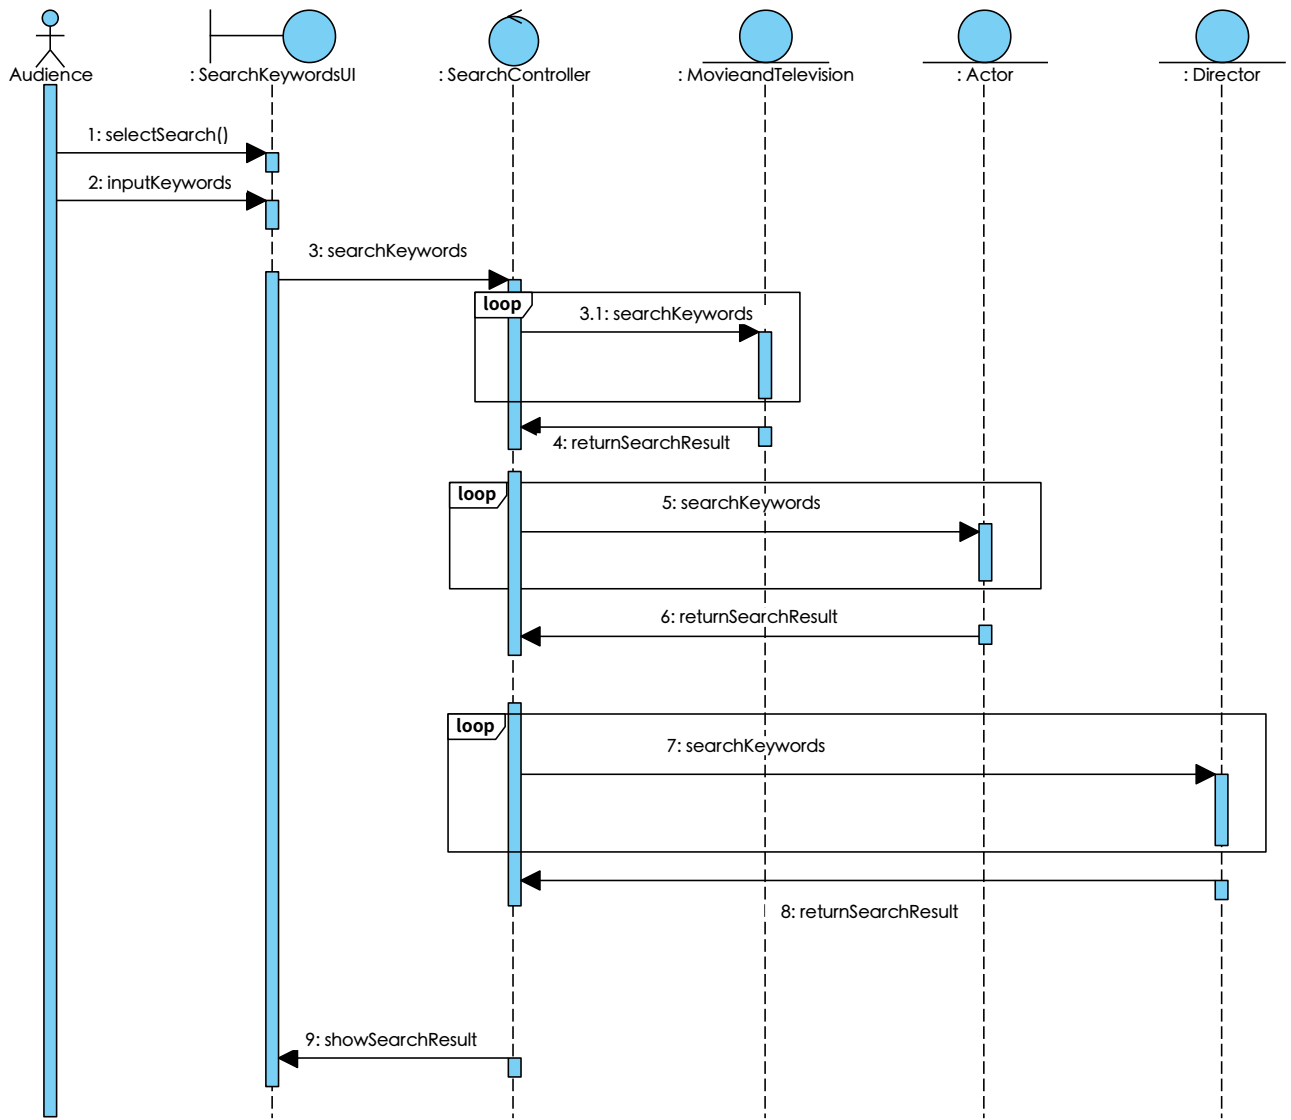 Audience
: SearchKeywordsUI
: SearchController
: MovieandTelevision
: Actor
: Director
1: selectSearch()
2: inputKeywords
3: searchKeywords
loop
3.1: searchKeywords
4: returnSearchResult
loop
5: searchKeywords
6: returnSearchResult
loop
7: searchKeywords
8: returnSearchResult
9: showSearchResult